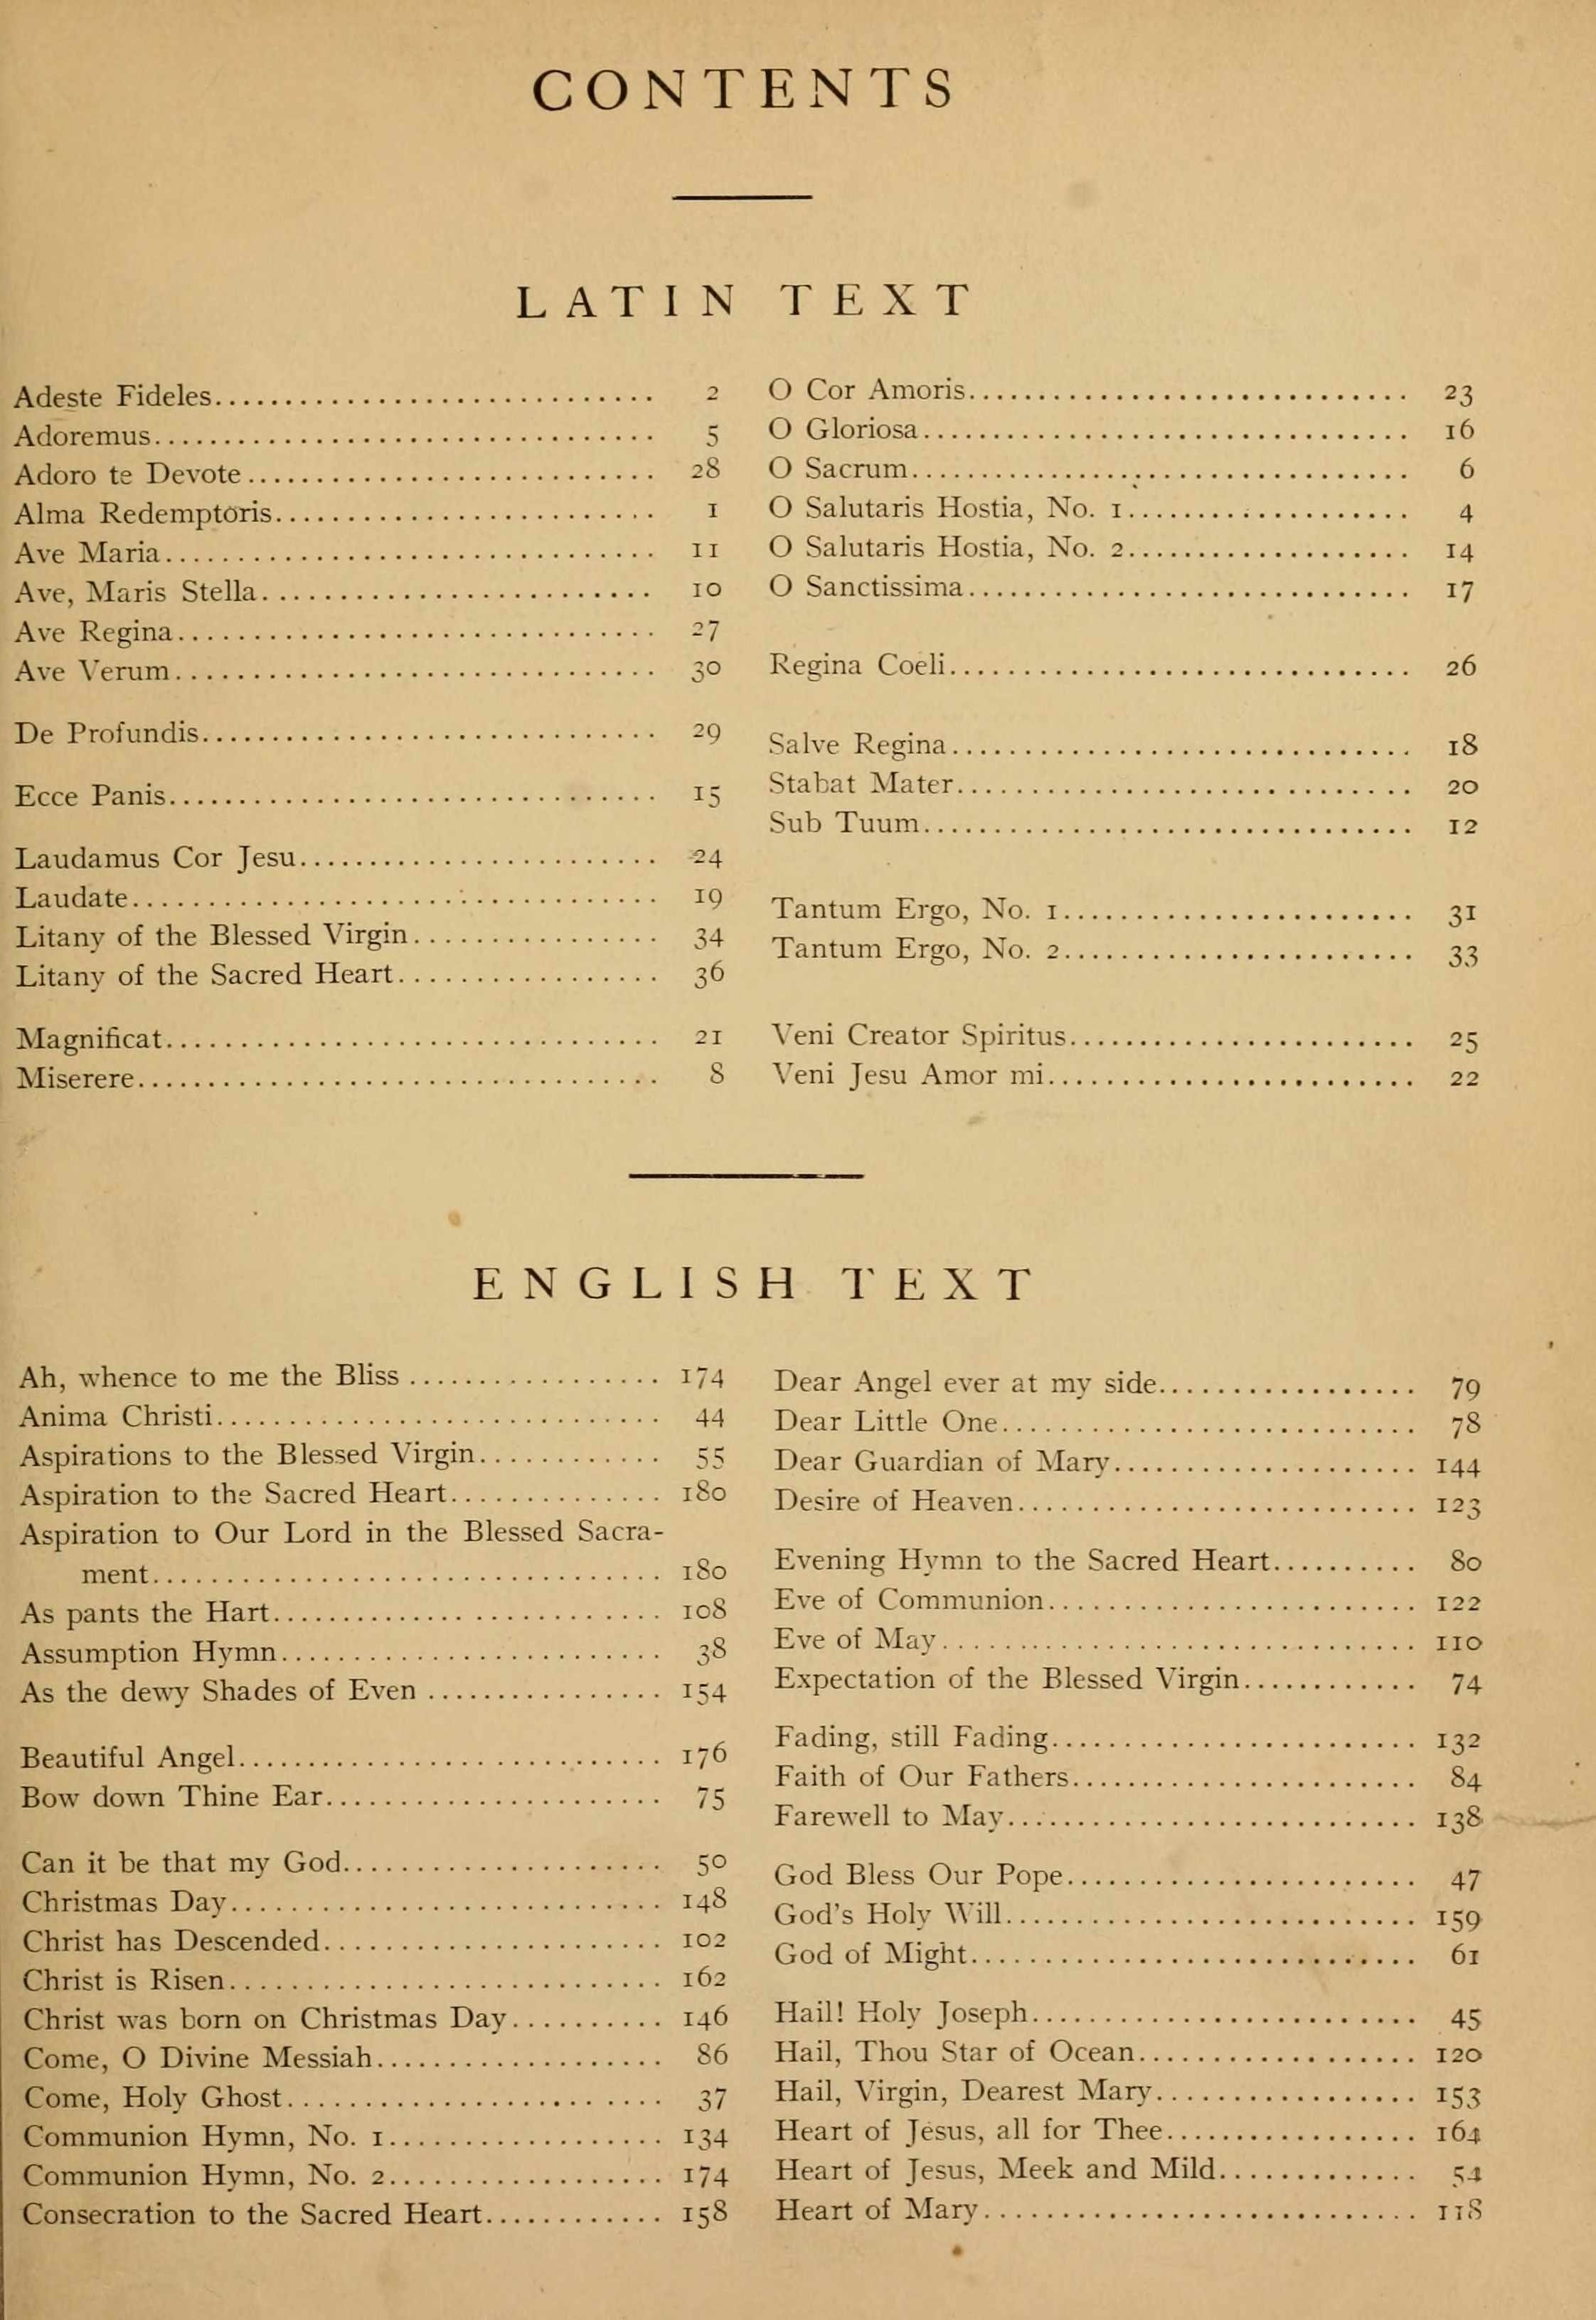 CONTENTS
LATIN TEXT
Adeste Fideles.............................. 2
Adoremus.................................. 5
Adoro te Devote............................ 28
Alma Redemptoris.......................... 1
Ave Maria................................. 11
Ave, Maris Stella.......................... 10
Ave Regina................................ 27
Ave Verum................................ 30
De Profundis.............................. 29
Ecce Panis................................ 15
Laudamus Cor Jesu........................ 24
Laudate................................... 19
Litany of the Blessed Virgin................ 34
Litany of the Sacred Heart................. 36
Magnificat................................ 21
Miserere.................................. 8
O Cor Amoris............................. 23
O Gloriosa................................ 16
O Sacrum................................. 6
O Salutaris Hostia, No. 1................... 4
O Salutaris Hostia, No. 2................... 14
O Sanctissima............................. 17
Regina Coeli.............................. 26
Salve Regina.............................. 18
Stabat Mater.............................. 20
Sub Tuum................................ 12
Tantum Ergo, No. 1....................... 31
Tantum Ergo, No. 2....................... 33
Veni Creator Spiritus...................... 25
Veni Jesu Amor mi........................ 22
ENGLISH TEXT
Ah, whence to me the Bliss ................. 174
Anima Christi............................. 44
Aspirations to the Blessed Virgin............ 55
Aspiration to the Sacred Heart.............. 180
Aspiration to Our Lord in the Blessed Sacra-
ment.................................. 180
As pants the Hart.......................... 108
Assumption Hymn......................... 38
As the dewy Shades of Even ................ 154
Beautiful Angel............................ 176
Bow down Thine Ear...................... 75
Can it be that my God..................... 50
Christmas Day............................ 148
Christ has Descended...................... 102
Christ is Risen............................ 162
Christ was born on Christmas Day.......... 146
Come, O Divine Messiah................... 86
Come, Holy Ghost......................... 37
Communion Hymn, No. 1.................. 134
Communion Hymn, No. 2.................. 174
Consecration to the Sacred Heart............ 158
Dear Angel ever at my side................. 79
Dear Little One........................... 78
Dear Guardian of Mary.................... 144
Desire of Heaven.......................... 123
Evening Hymn to the Sacred Heart.......... 80
Eve of Communion........................ 122
Eve of May............................... 110
Expectation of the Blessed Virgin............ 74
Fading, still Fading........................ 132
Faith of Our Fathers....................... 84
Farewell to May........................... 138
God Bless Our Pope....................... 47
God's Holy Will........................... 159
God of Might............................. 61
Hail! Holy Joseph......................... 45
Hail, Thou Star of Ocean................... 120
Hail, Virgin, Dearest Mary................. 153
Heart of Jesus, all for Thee................. 164
Heart of Jesus, Meek and Mild............. 54
Heart of Mary............................. 118